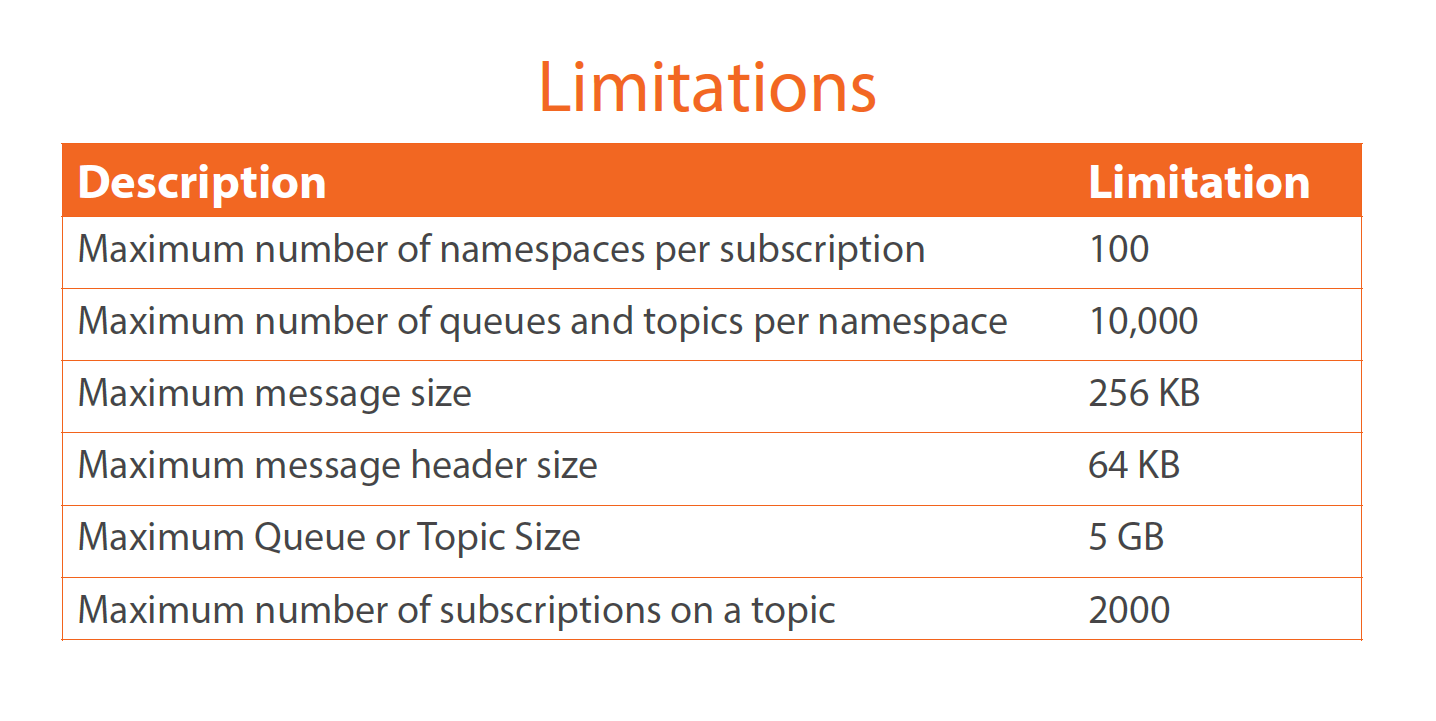 Limitations
Description Limitation
Maximum number of namespaces per subscription 100
Maximum number of queues and topics per namespace 10,000
Maximum message size 256 KB
Maximum message header size 64 KB
Maximum Queue or Topic Size 5 GB
Maximum number of subscriptions on a topic 2000